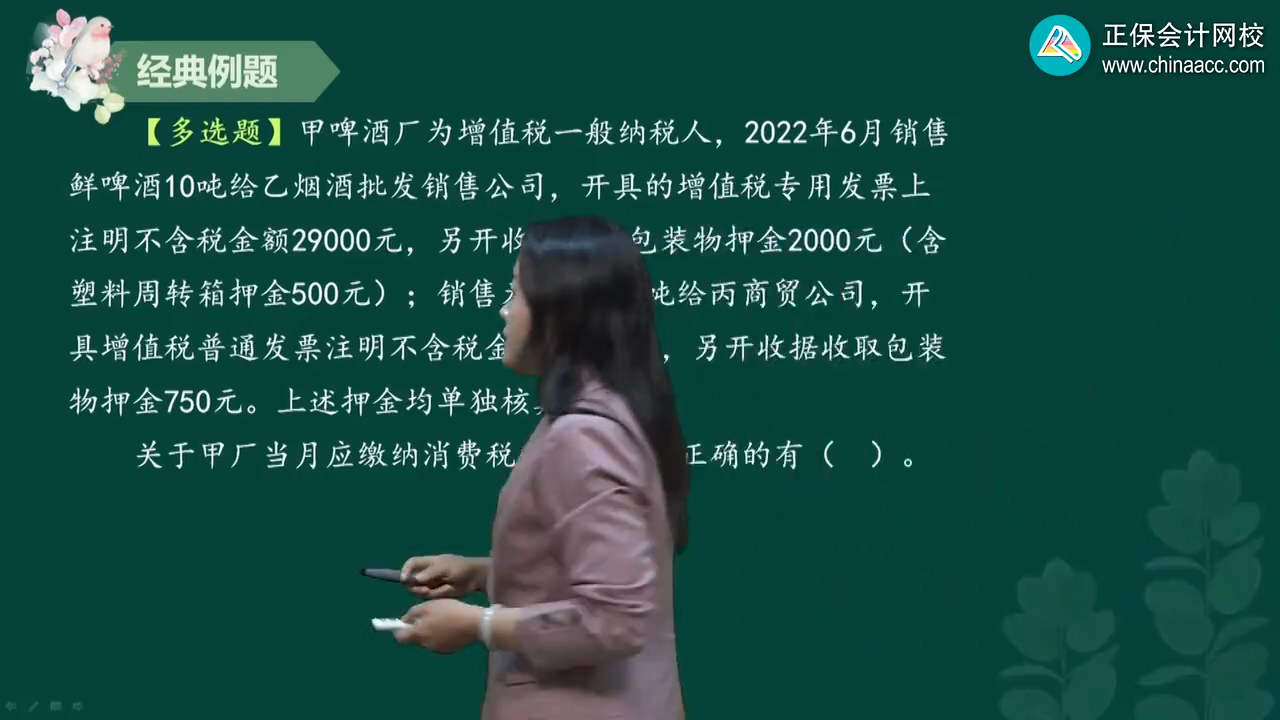 正保会计网校
www.chinaacc.com
经典例题
【多选题】甲啤酒厂为增值税一般纳税人，2022年6月销售
鲜啤酒10吨给乙烟酒批发销售公司，开具的增值税专用发票上
注明不含税金额29000元，另开收 包装物押金2000元（含
塑料周转箱押金500元）；销售 吨给丙商贸公司，开
具增值税普通发票注明不含税金 ，另开收据收取包装
物押金750元。上述押金均单独核
关于甲厂当月应缴纳消费税 正确的有（ ）。